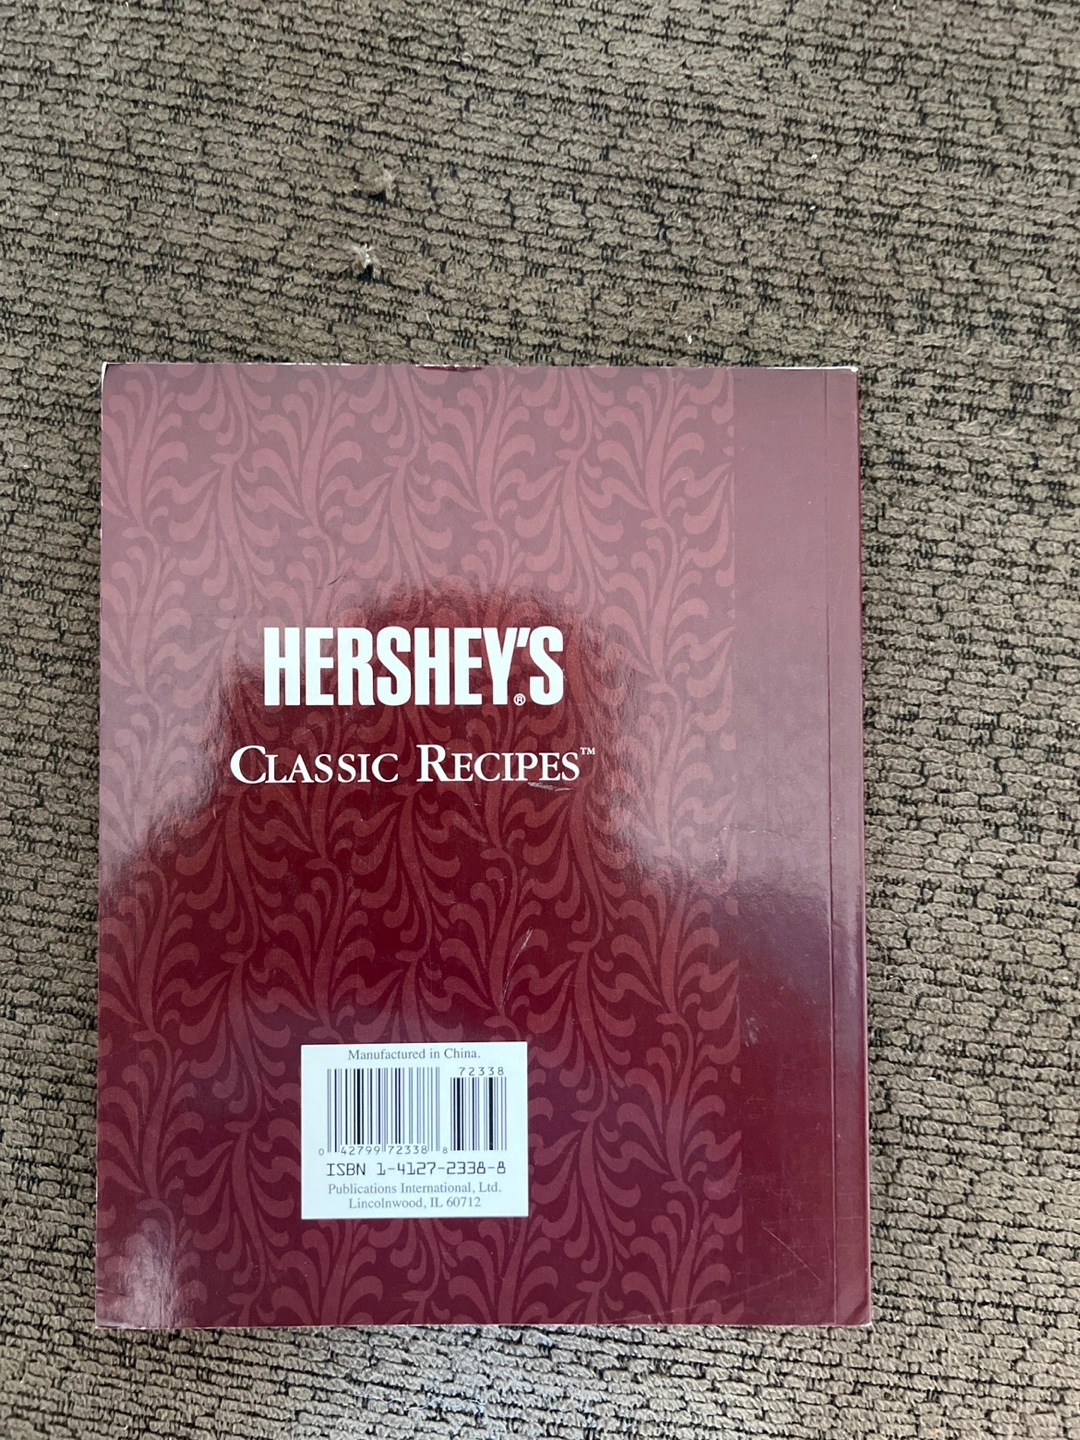 HERSHEY'S®
CLASSIC RECIPES™
Manufactured in China.
72338
0 42799 72338 8
ISBN 1-4127-2338-8
Publications International, Ltd.
Lincolnwood, IL 60712